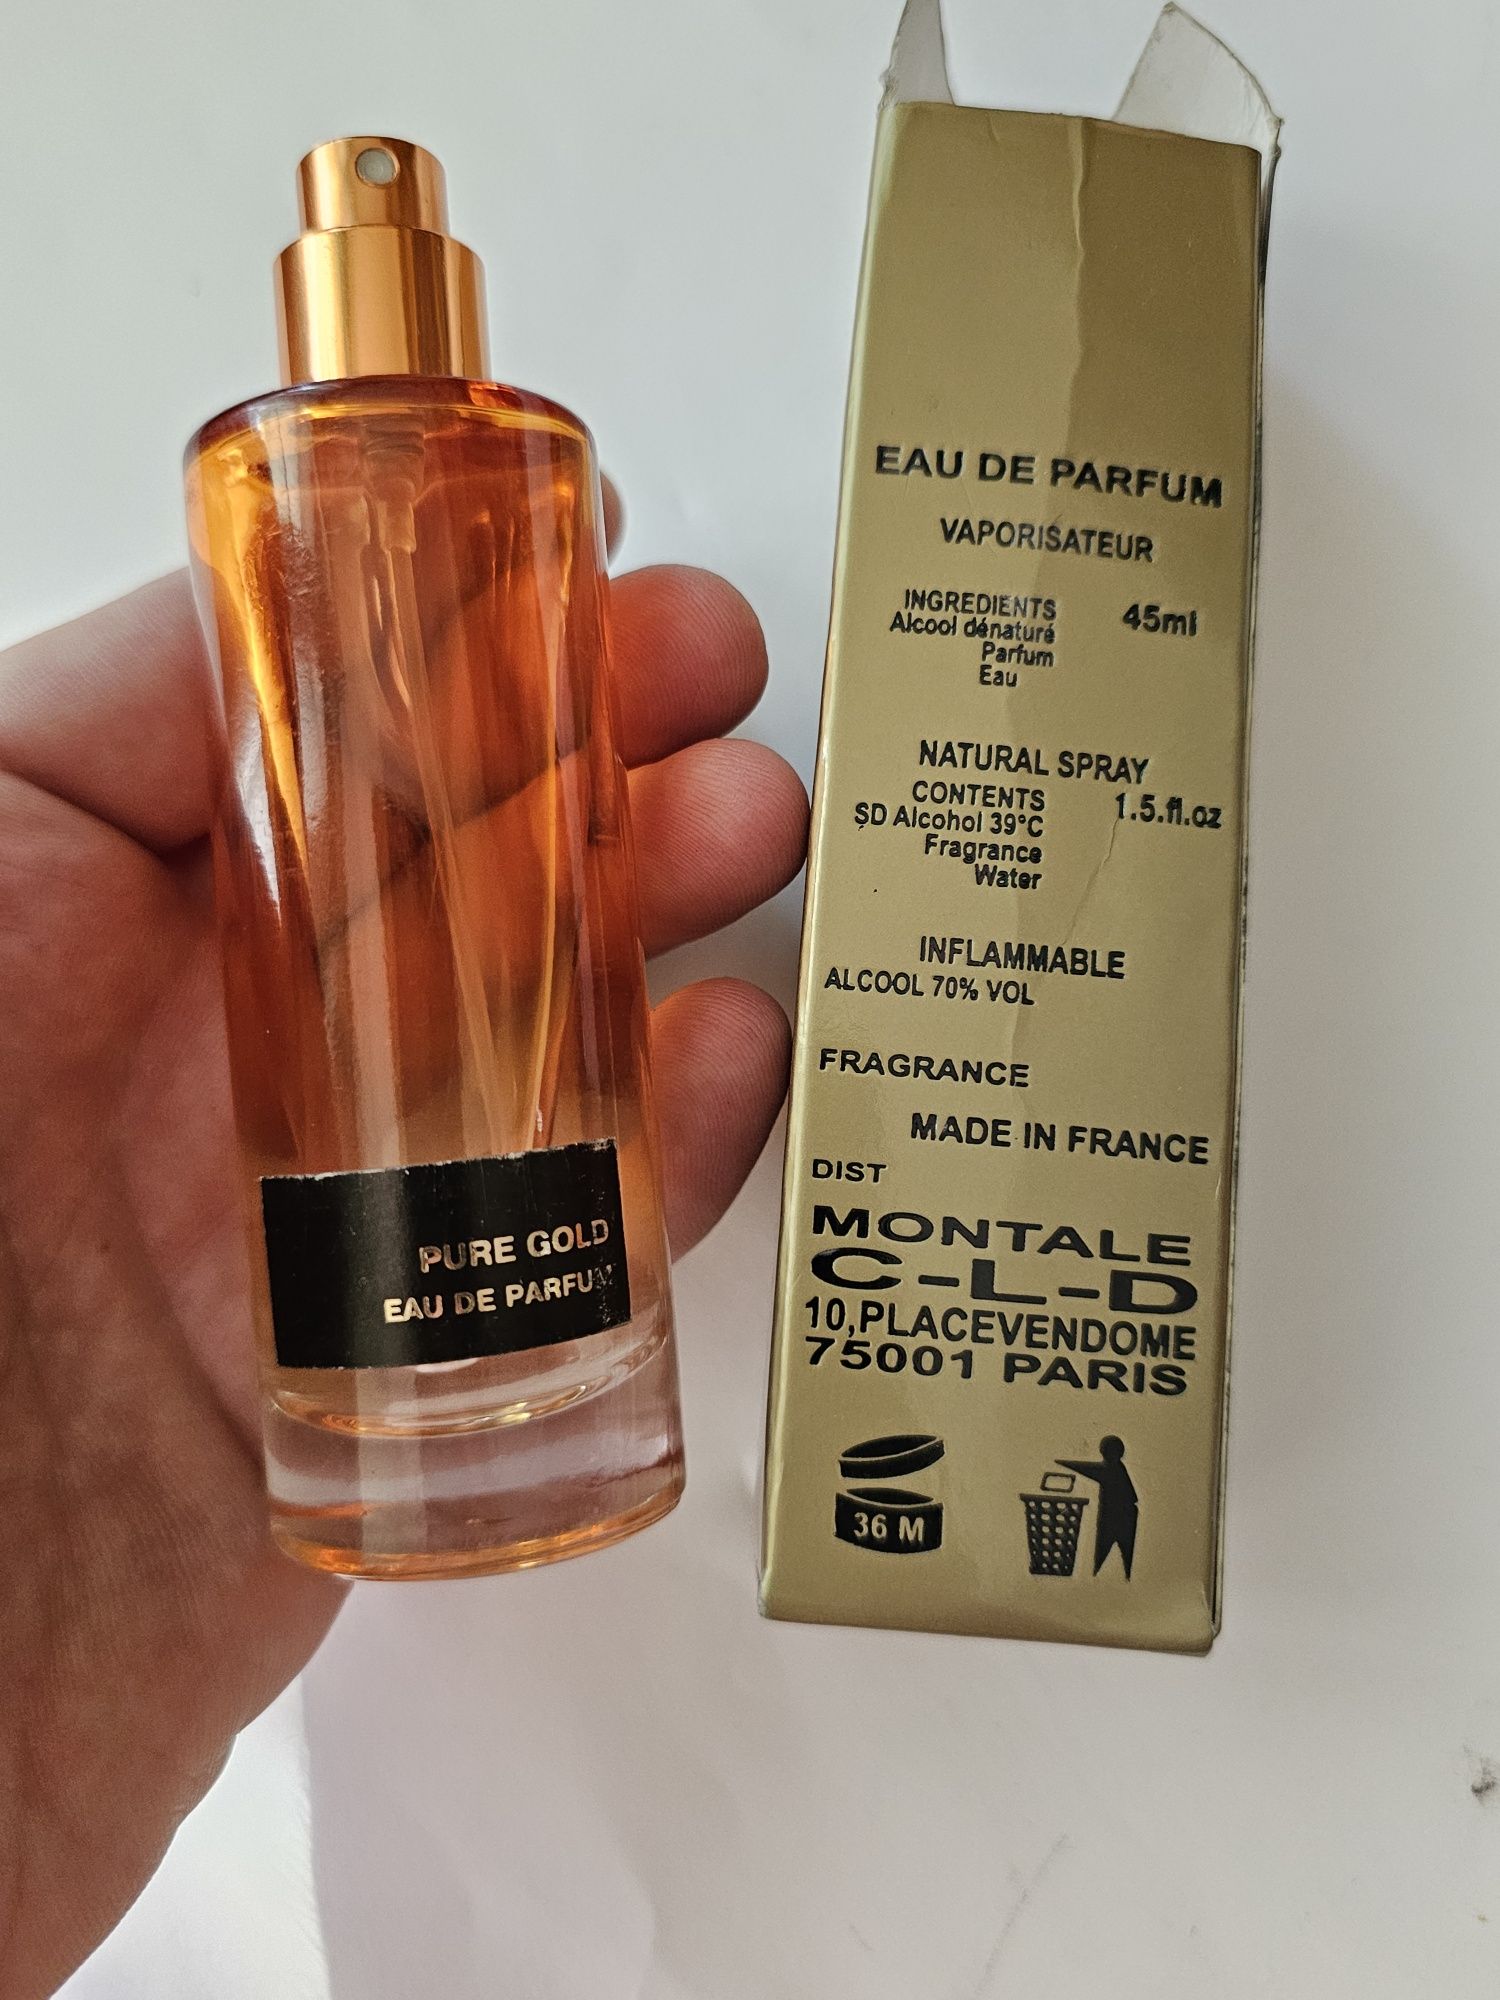 PURE GOLD
EAU DE PARFUM
EAU DE PARFUM
VAPORISATEUR
INGREDIENTS 45ml
Alcool dénaturé
Parfum
Eau
NATURAL SPRAY
CONTENTS 1.5.fl.oz
SD Alcohol 39°C
Fragrance
Water
INFLAMMABLE
ALCOOL 70% VOL
FRAGRANCE
MADE IN FRANCE
DIST
MONTALE
C-L-D
10,PLACEVENDOME
75001 PARIS
36 M